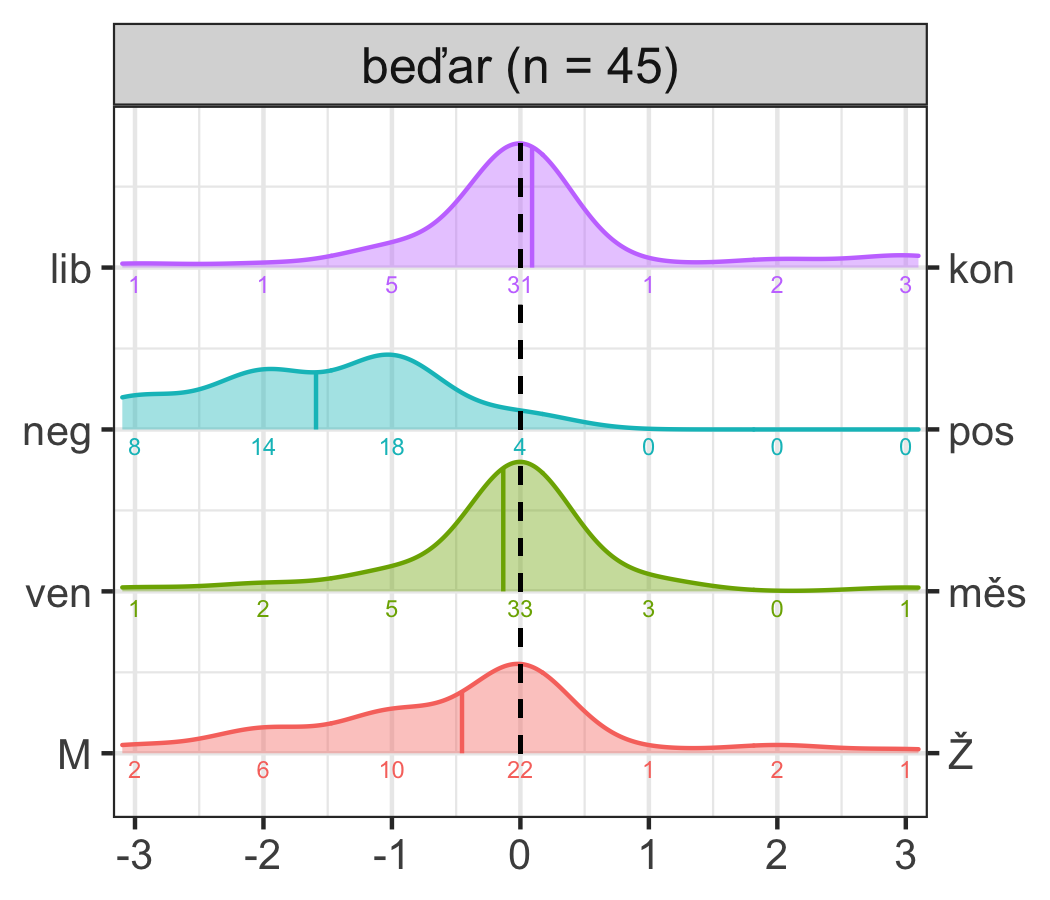 beďar (n = 45)
lib kon
1 1 5 31 1 2 3
neg pos
8 14 18 4 0 0 0
ven měs
1 2 5 33 3 0 1
M Ž
2 6 10 22 1 2 1
-3 -2 -1 0 1 2 3